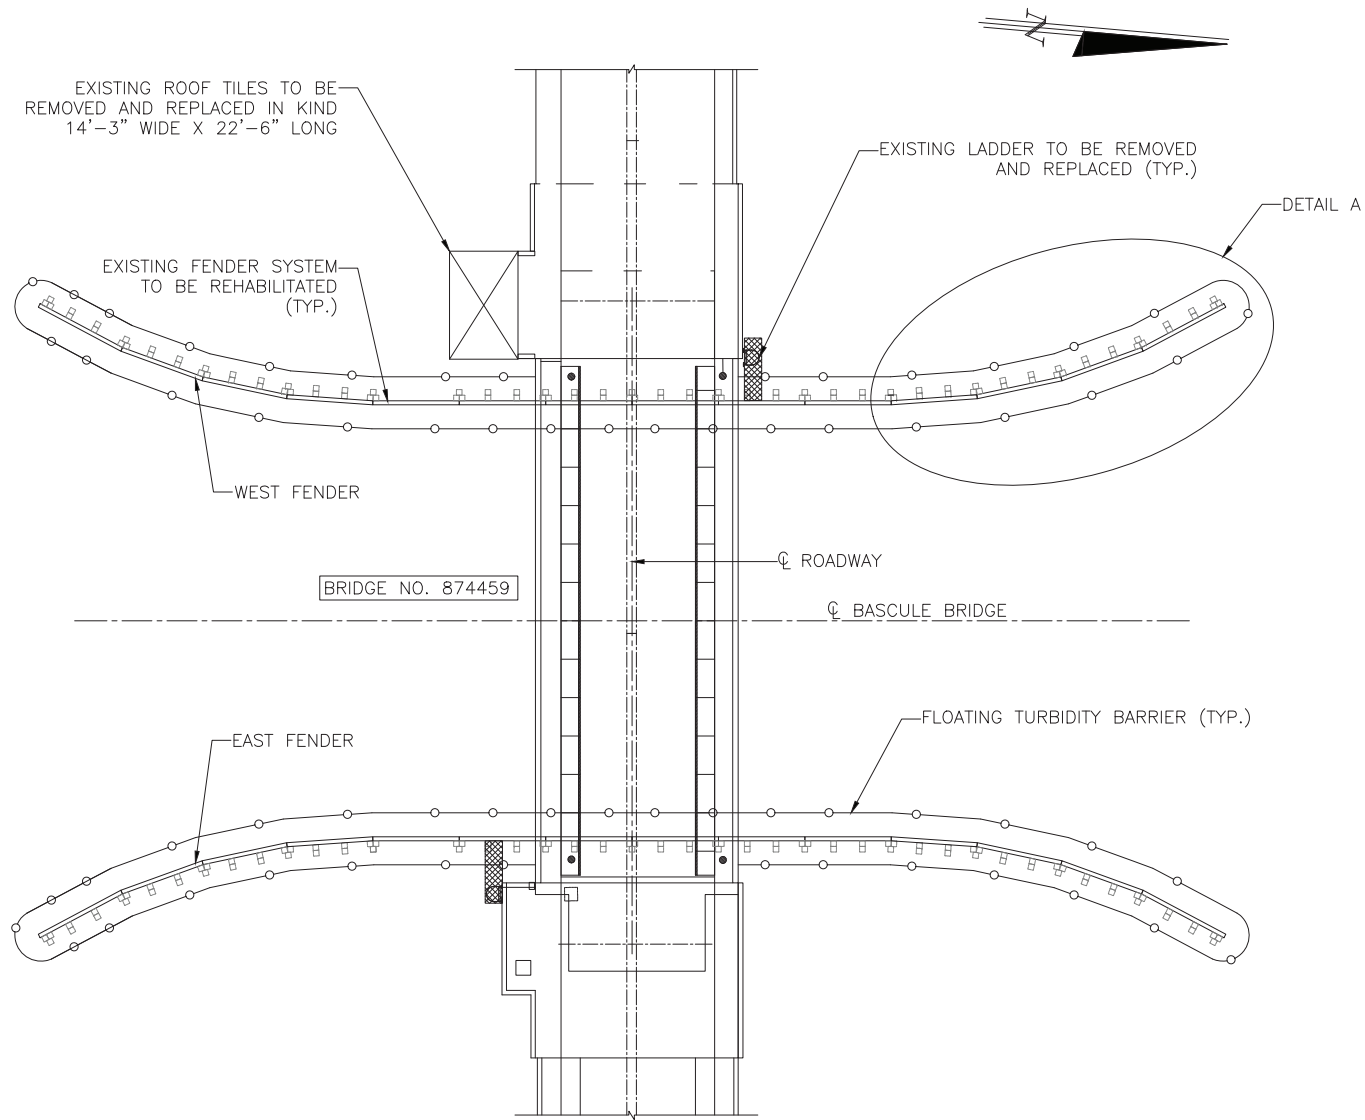 N
EXISTING ROOF TILES TO BE
REMOVED AND REPLACED IN KIND
14'-3" WIDE X 22'-6" LONG
EXISTING LADDER TO BE REMOVED
AND REPLACED (TYP.)
DETAIL A
EXISTING FENDER SYSTEM
TO BE REHABILITATED
(TYP.)
WEST FENDER
℄ ROADWAY
BRIDGE NO. 874459
℄ BASCULE BRIDGE
FLOATING TURBIDITY BARRIER (TYP.)
EAST FENDER